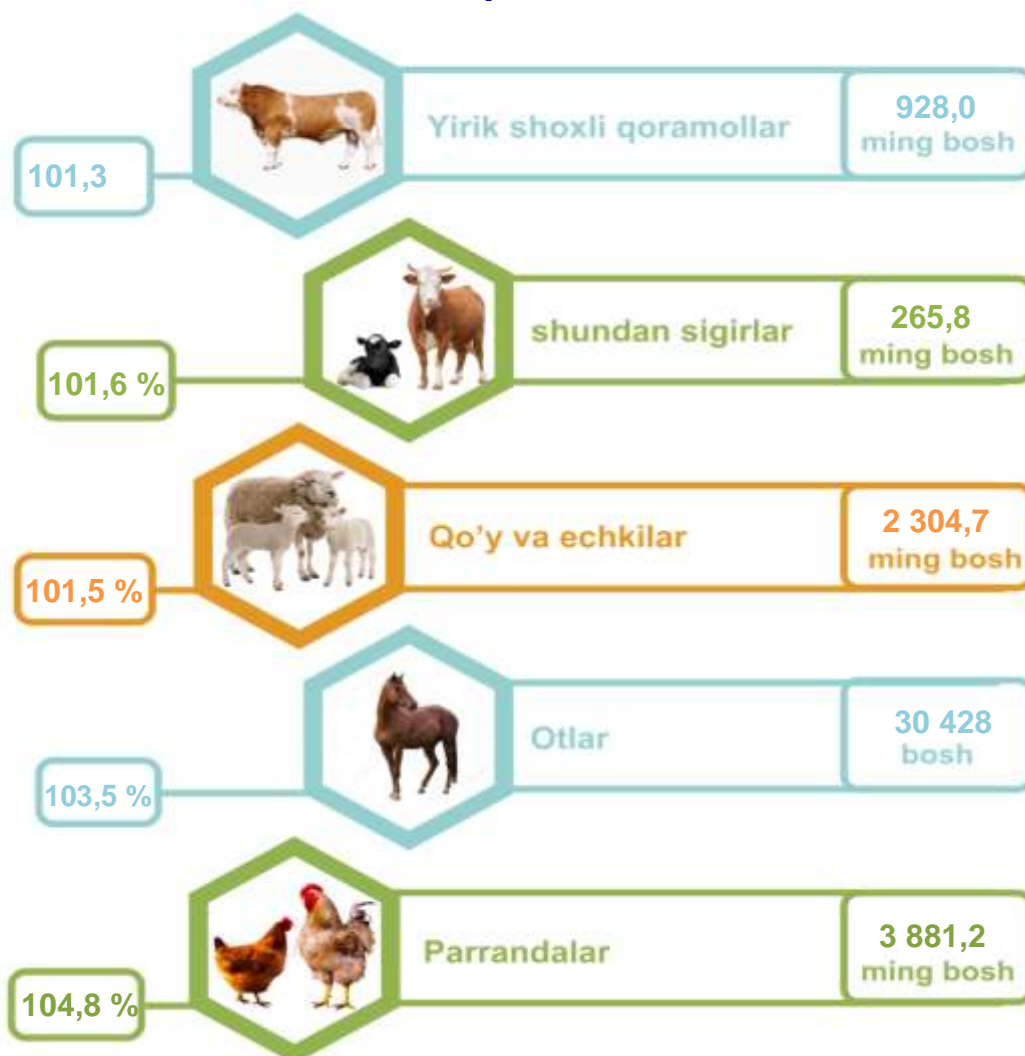 Yirik shoxli qoramollar
928,0
ming bosh
101,3
shundan sigirlar
265,8
ming bosh
101,6 %
Qo'y va echkilar
2 304,7
ming bosh
101,5 %
Otlar
30 428
bosh
103,5 %
Parrandalar
3 881,2
ming bosh
104,8 %